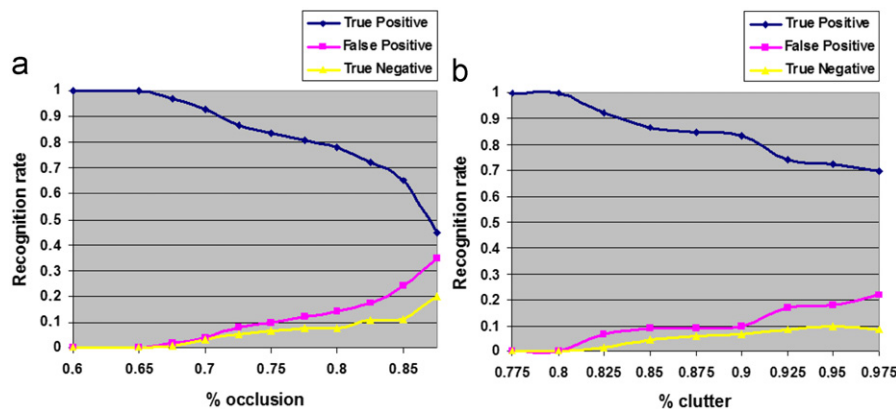 True Positive
False Positive
True Negative
a
1
0.9
0.8
0.7
0.6
0.5
0.4
0.3
0.2
0.1
0
Recognition rate
0.6 0.65 0.7 0.75 0.8 0.85
% occlusion
True Positive
False Positive
True Negative
b
1
0.9
0.8
0.7
0.6
0.5
0.4
0.3
0.2
0.1
0
Recognition rate
0.775 0.8 0.825 0.85 0.875 0.9 0.925 0.95 0.975
% clutter